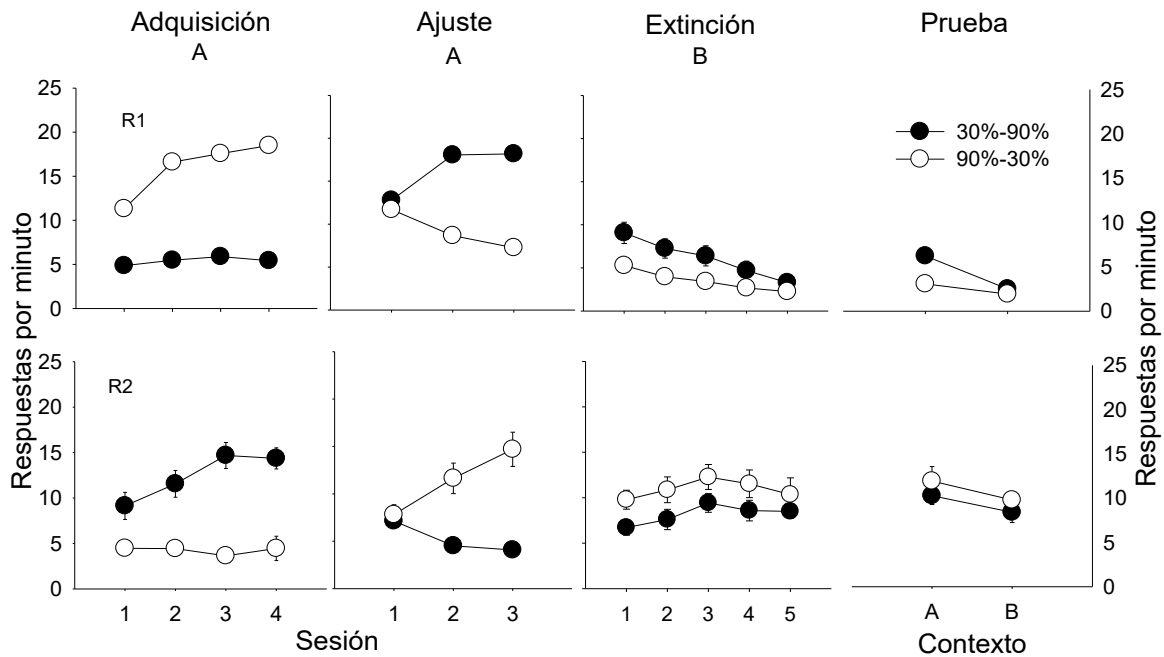 Adquisición Ajuste Extinción Prueba
A A B
25 25
R1
20 20
30%-90%
90%-30%
15 15
10 10
5 5
0 0
Respuestas por minuto
Respuestas por minuto
25 25
R2
20 20
15 15
10 10
5 5
0 0
1 2 3 4 1 2 3 1 2 3 4 5 A B
Sesión Contexto